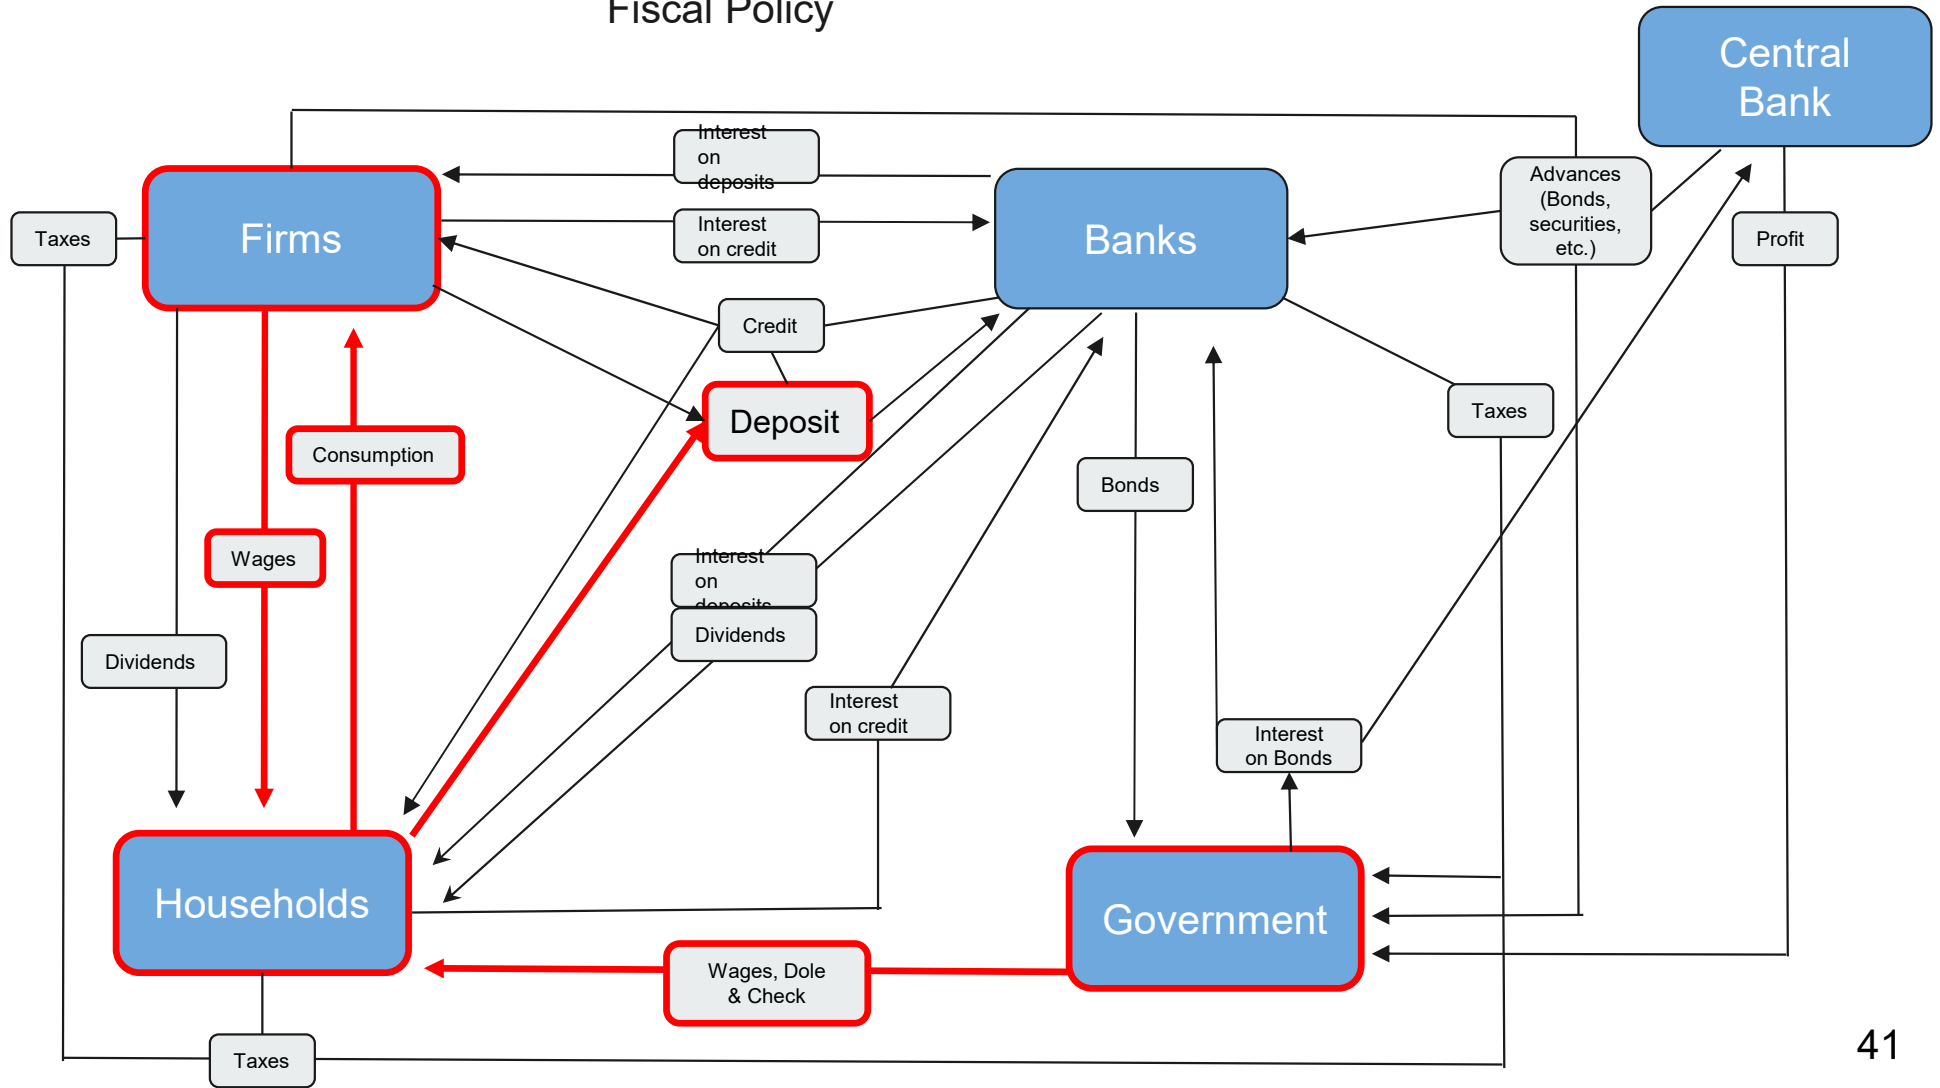 Fiscal Policy
Central
Bank
Interest
on
deposits
Advances
(Bonds,
securities,
etc.)
Taxes
Firms
Interest
on credit
Banks
Profit
Credit
Deposit
Taxes
Consumption
Bonds
Wages
Interest
on
deposits
Dividends
Dividends
Interest
on credit
Interest
on Bonds
Households
Government
Wages, Dole
& Check
Taxes
41